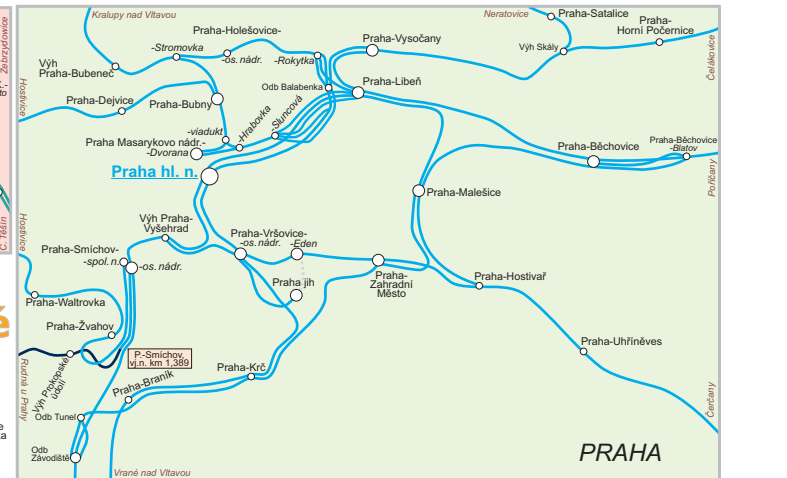 Kralupy nad Vltavou
Neratovice
Praha-Satalice
Praha-
Horní Počernice
Výh Skály
Čelákovice
Zebrzydowice
Praha-Holešovice-
-Stromovka
-os. nádr.
-Rokytka
Praha-Vysočany
Výh
Praha-Bubeneč
Odb Balabenka
Praha-Libeň
Hostivice
Praha-Dejvice
Praha-Bubny
-viadukt
-Hrabovka
-Sluncová
Praha Masarykovo nádr.-
-Dvorana
Praha hl. n.
Praha-Běchovice
Praha-Běchovice
-Blatov
Poříčany
Praha-Malešice
Hostivice
C. Těšín
Výh Praha-
Vyšehrad
Praha-Vršovice-
-os. nádr.
-Eden
Praha-Smíchov-
-spol. n.
-os. nádr.
Praha jih
Praha-
Zahradní
Město
Praha-Hostivař
Praha-Waltrovka
Praha-Žvahov
P.-Smíchov,
vj.n. km 1,389
Praha-Uhříněves
Rudná u Prahy
Výh Prokopské
údolí
Praha-Krč
Praha-Braník
Čerčany
Odb Tunel
Odb
Závodiště
Vrané nad Vltavou
PRAHA